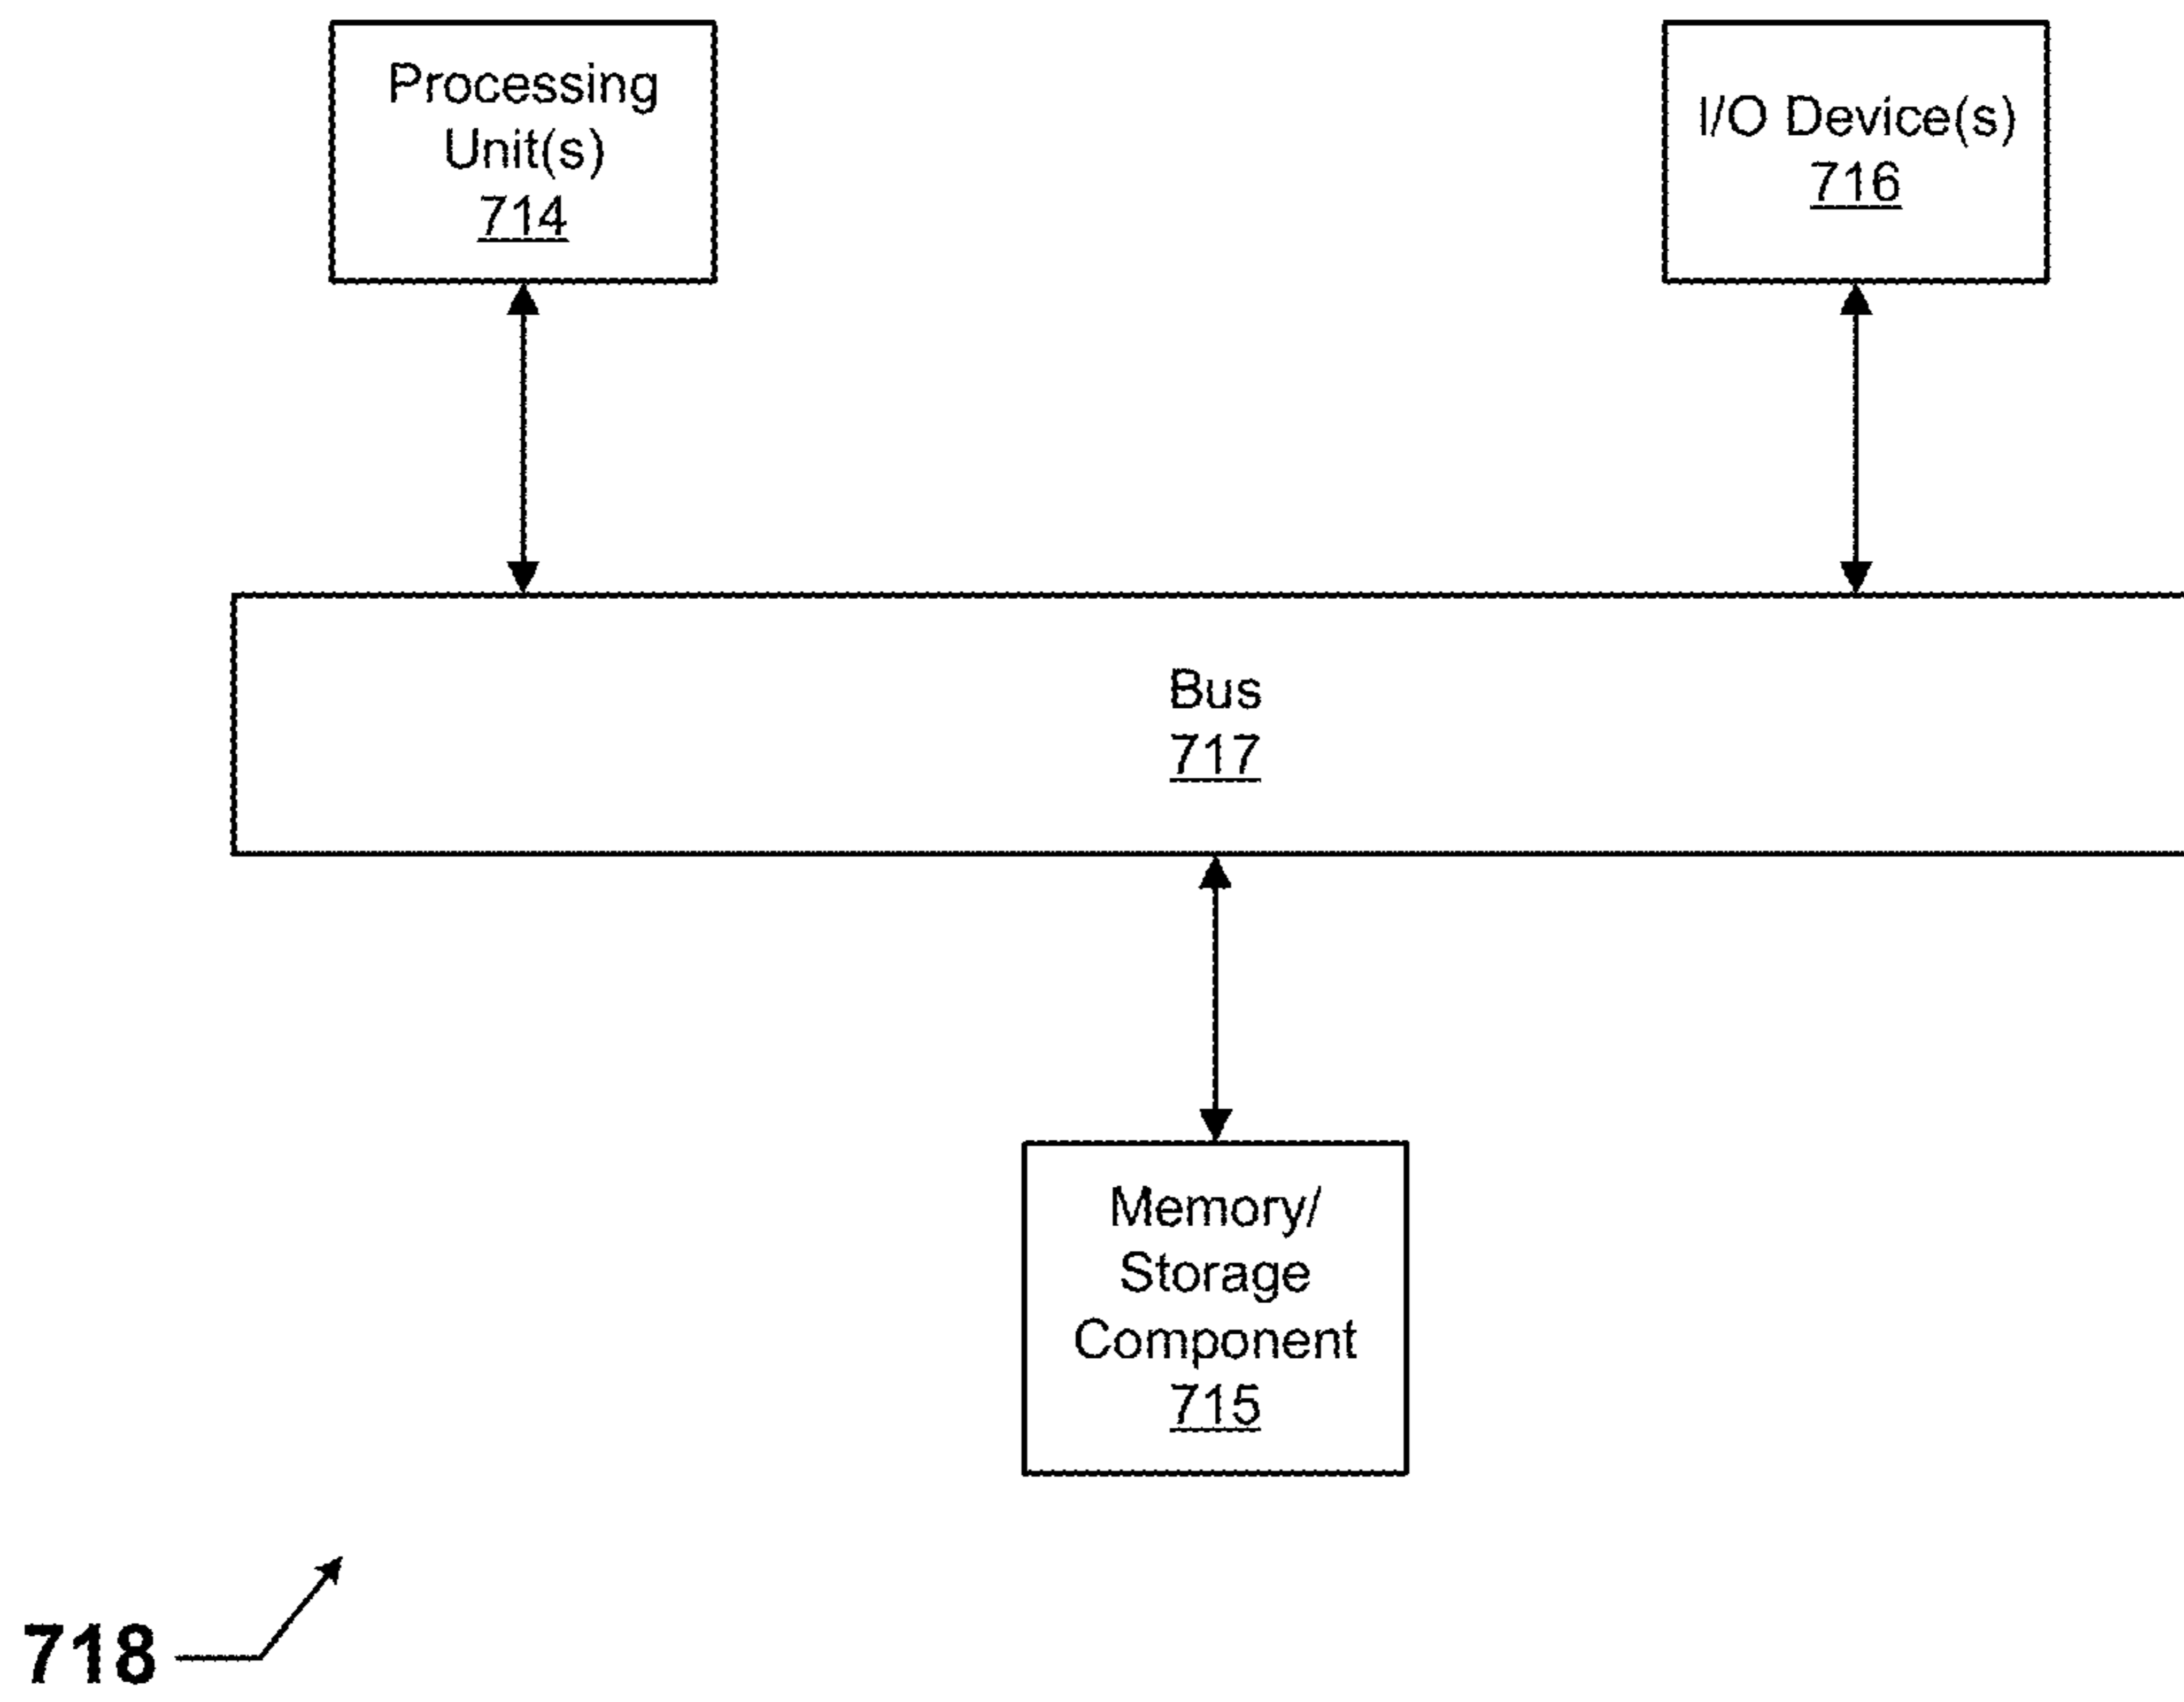 Processing
Unit(s)
714
I/O Device(s)
716
Bus
717
Memory/
Storage
Component
715
718